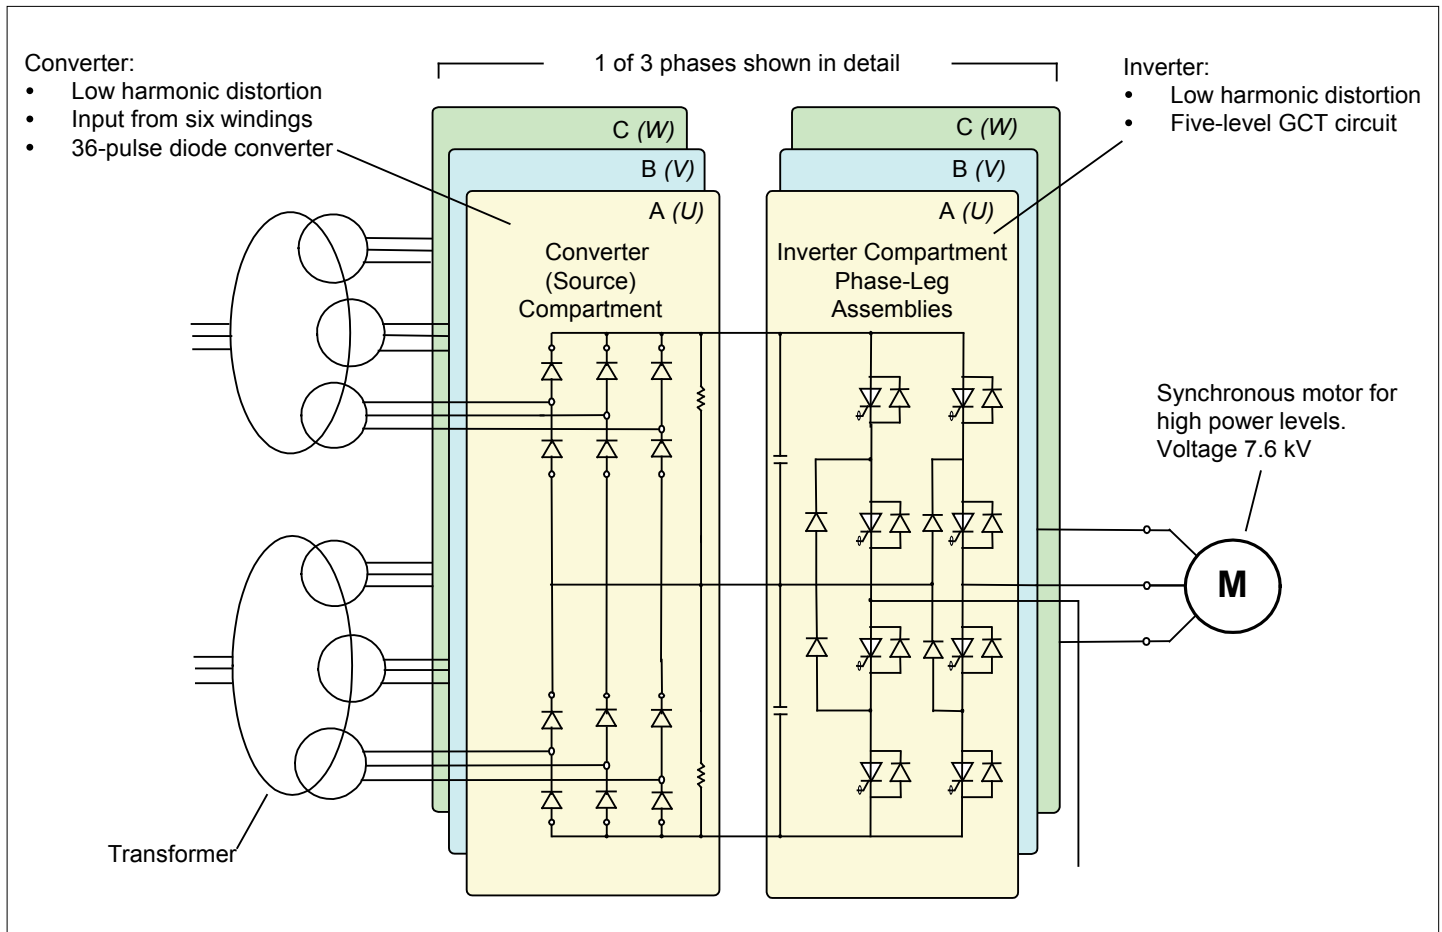 1 of 3 phases shown in detail
Converter:
• Low harmonic distortion
• Input from six windings
• 36-pulse diode converter
Inverter:
• Low harmonic distortion
• Five-level GCT circuit
C (W)
B (V)
A (U)
Converter
(Source)
Compartment
C (W)
B (V)
A (U)
Inverter Compartment
Phase-Leg
Assemblies
Synchronous motor for
high power levels.
Voltage 7.6 kV
M
Transformer